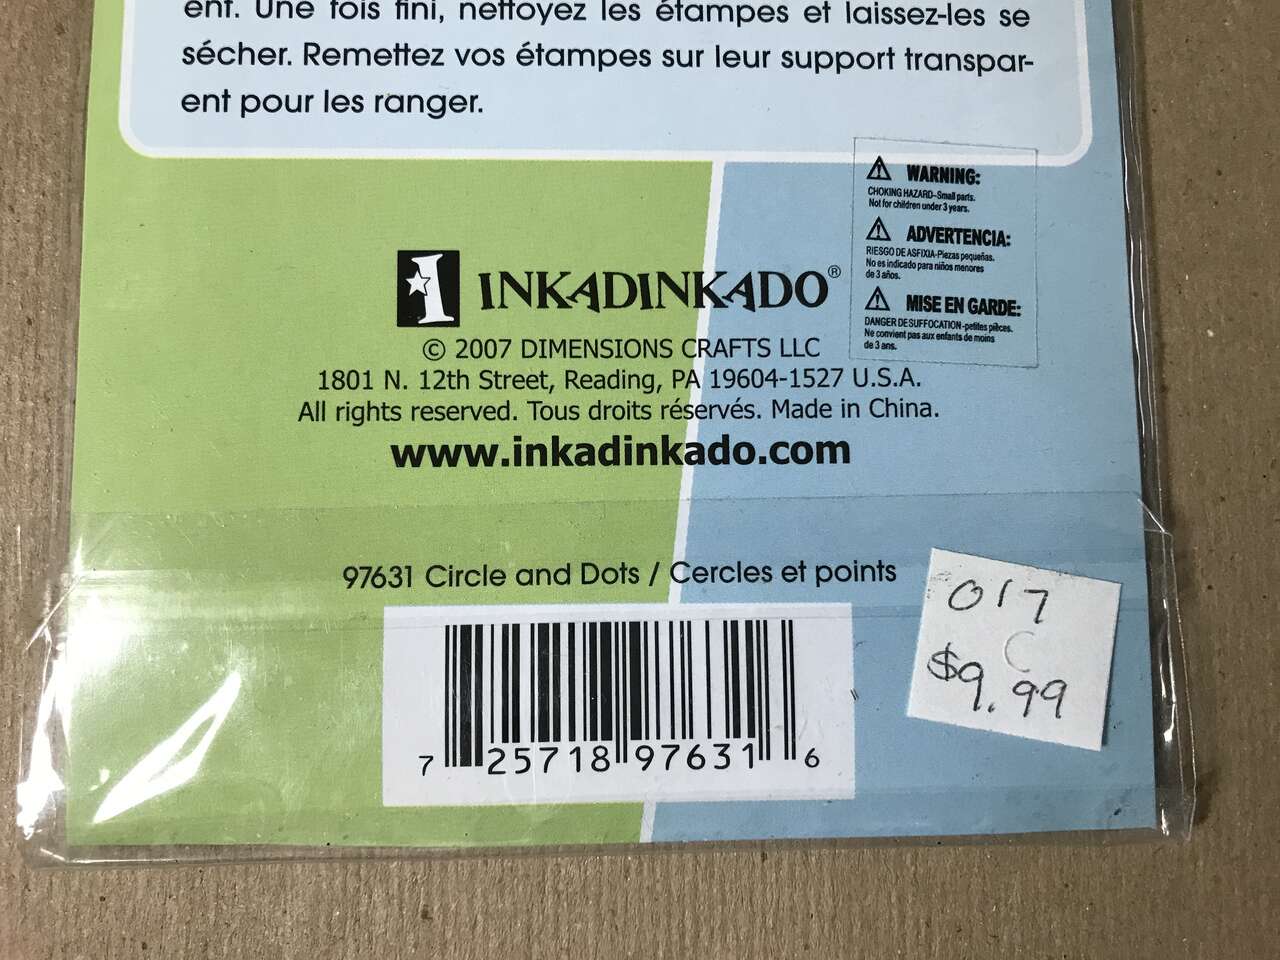 ent. Une fois fini, nettoyez les étampes et laissez-les se
sécher. Remettez vos étampes sur leur support transpar-
ent pour les ranger.
WARNING:
CHOKING HAZARD-Small parts.
Not for children under 3 years.
ADVERTENCIA:
RIESGO DE ASFIXIA-Piezas pequeñas.
No es indicado para niños menores
de 3 años.
MISE EN GARDE:
DANGER DE SUFFOCATION-petites pièces.
Ne convient pas aux enfants de moins
de 3 ans.
INKADINKADO®
© 2007 DIMENSIONS CRAFTS LLC
1801 N. 12th Street, Reading, PA 19604-1527 U.S.A.
All rights reserved. Tous droits réservés. Made in China.
www.inkadinkado.com
97631 Circle and Dots / Cercles et points
7 25718 97631 6
017
C
$9.99